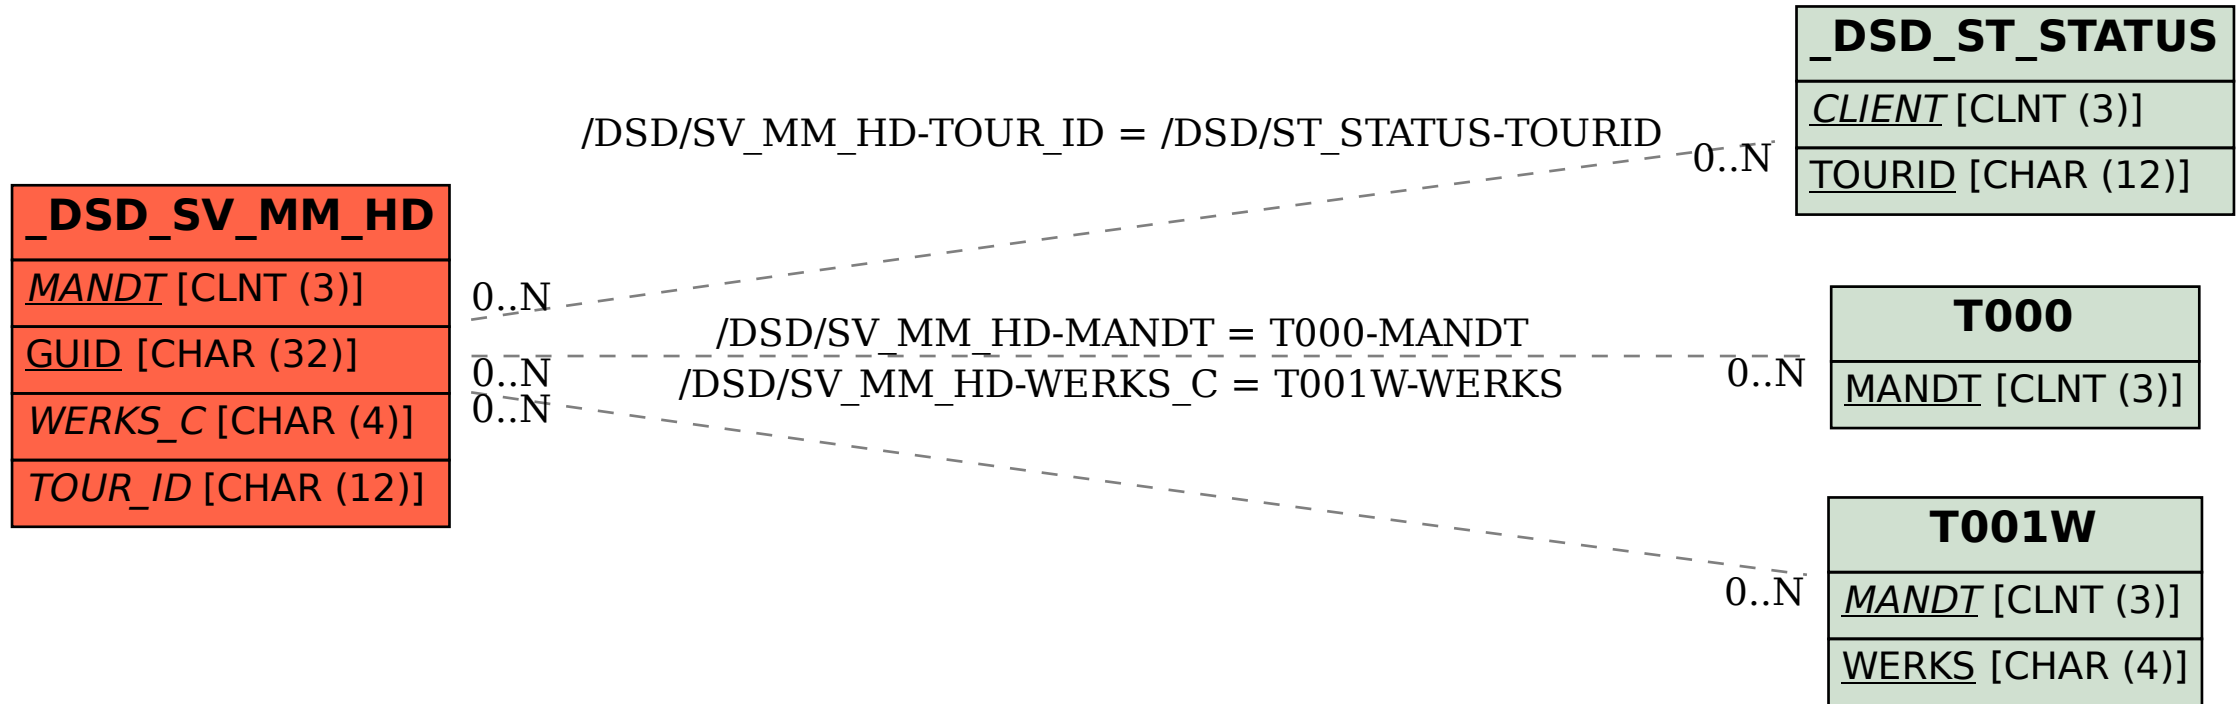 _DSD_SV_MM_HD
MANDT [CLNT (3)]
GUID [CHAR (32)]
WERKS_C [CHAR (4)]
TOUR_ID [CHAR (12)]
/DSD/SV_MM_HD-TOUR_ID = /DSD/ST_STATUS-TOURID
0..N
0..N
/DSD/SV_MM_HD-MANDT = T000-MANDT
0..N
0..N
/DSD/SV_MM_HD-WERKS_C = T001W-WERKS
0..N
0..N
_DSD_ST_STATUS
CLIENT [CLNT (3)]
TOURID [CHAR (12)]
T000
MANDT [CLNT (3)]
T001W
MANDT [CLNT (3)]
WERKS [CHAR (4)]